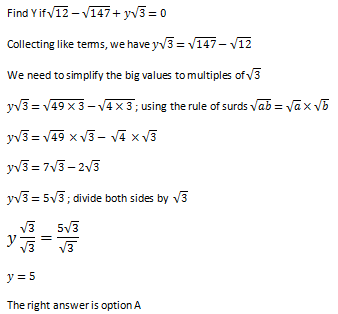 Find Y if √12 – √147 + y√3 = 0
Collecting like terms, we have y√3 = √147 – √12
We need to simplify the big values to multiples of √3
y√3 = √49 × 3 – √4 × 3 ; using the rule of surds √ab = √a × √b
y√3 = √49 × √3 – √4 × √3
y√3 = 7√3 – 2√3
y√3 = 5√3 ; divide both sides by √3
y √3/√3 = 5√3/√3
y = 5
The right answer is option A